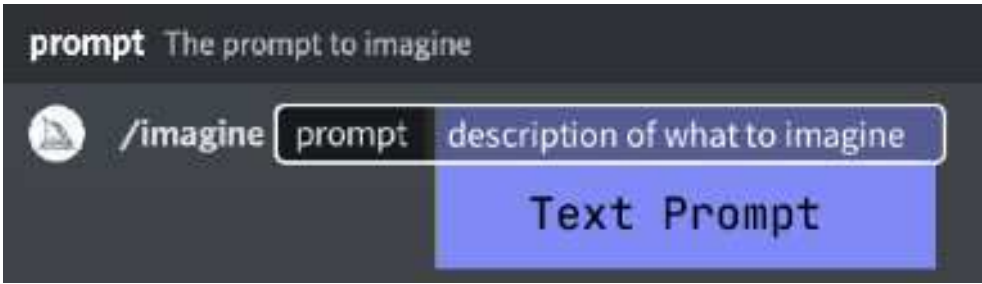 prompt The prompt to imagine
/imagine prompt description of what to imagine
Text Prompt